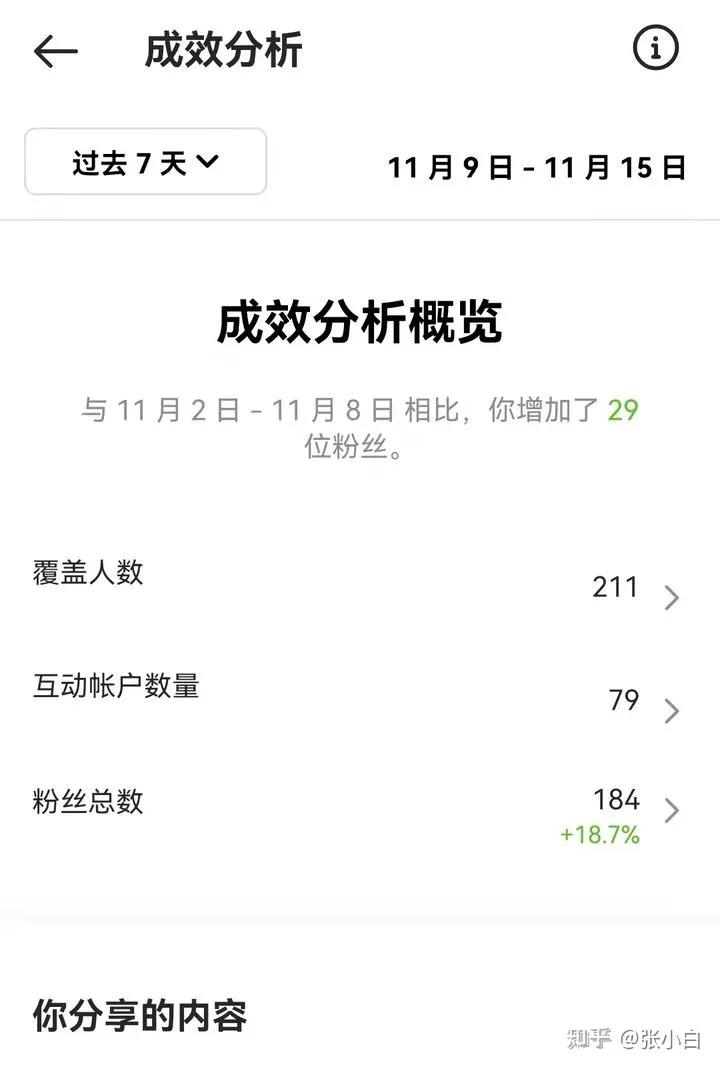 成效分析
过去 7 天
11 月 9 日 - 11 月 15 日
成效分析概览
与 11 月 2 日 - 11 月 8 日 相比，你增加了 29
位粉丝。
覆盖人数
211
互动帐户数量
79
粉丝总数
184
+18.7%
你分享的内容
知乎 @张小白